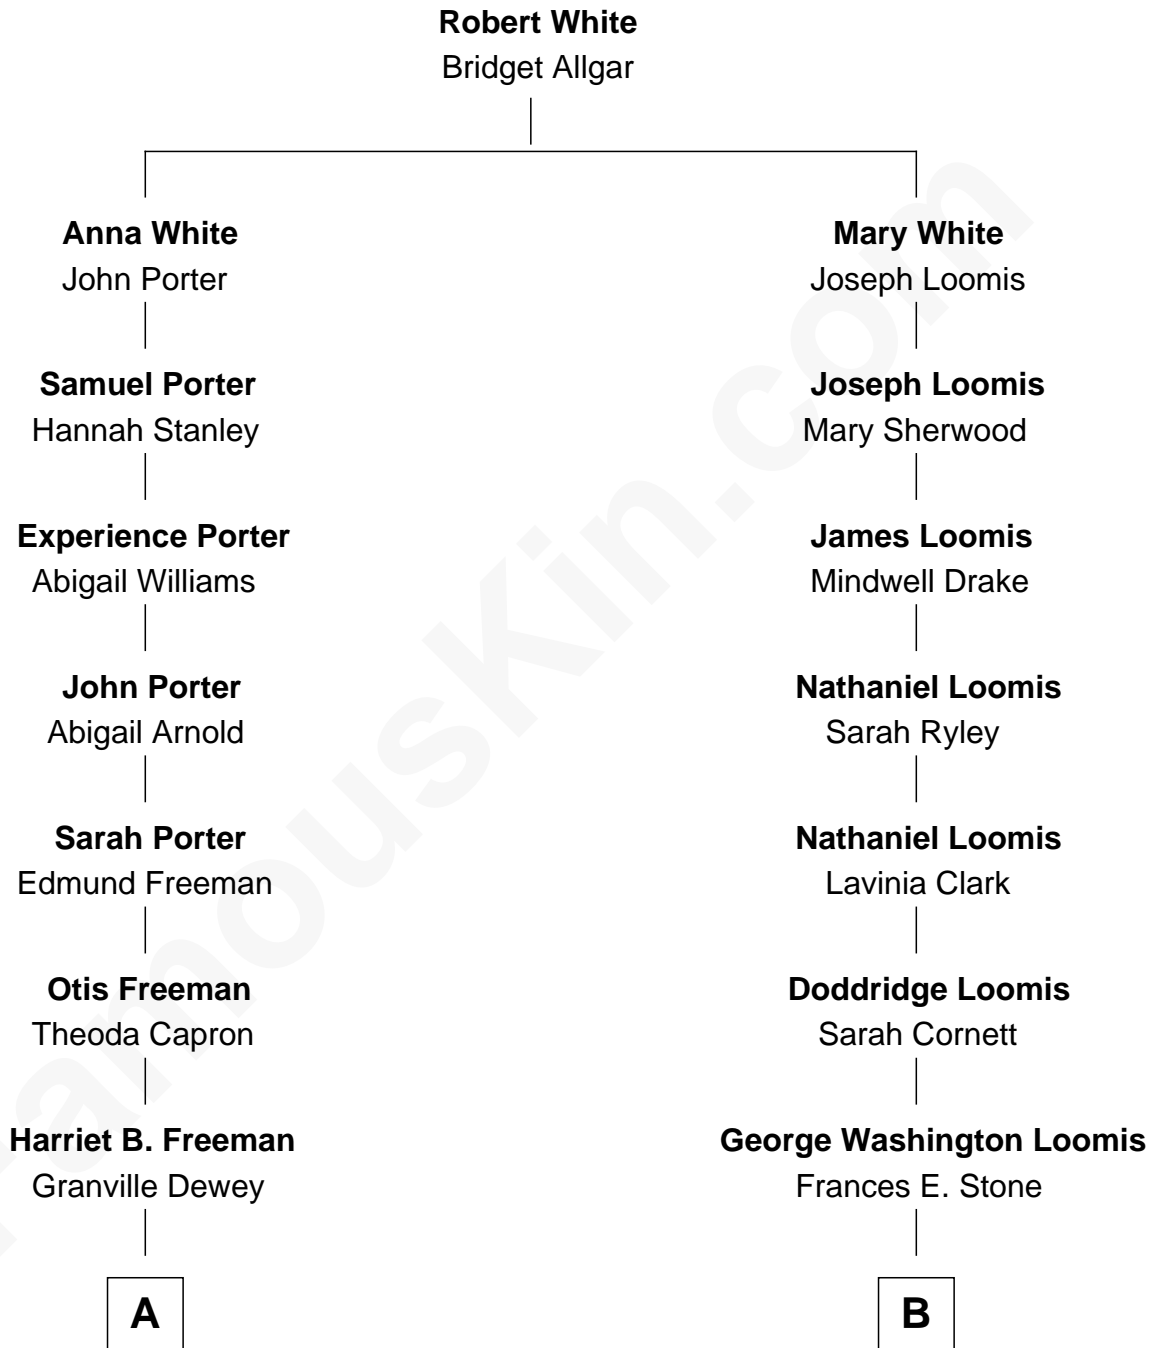 Robert White
Bridget Allgar
Anna White
John Porter
Samuel Porter
Hannah Stanley
Experience Porter
Abigail Williams
John Porter
Abigail Arnold
Sarah Porter
Edmund Freeman
Otis Freeman
Theoda Capron
Harriet B. Freeman
Granville Dewey
A
Mary White
Joseph Loomis
Joseph Loomis
Mary Sherwood
James Loomis
Mindwell Drake
Nathaniel Loomis
Sarah Ryley
Nathaniel Loomis
Lavinia Clark
Doddridge Loomis
Sarah Cornett
George Washington Loomis
Frances E. Stone
B
FamousKin.com